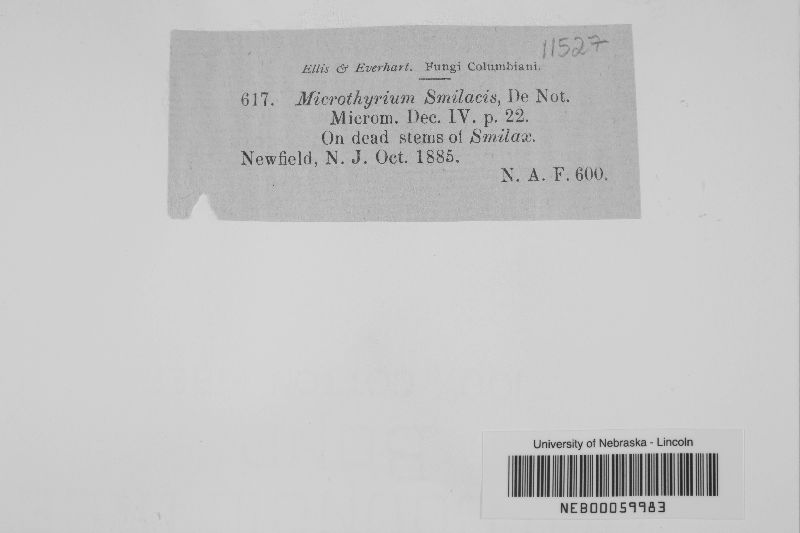 11527
Ellis & Everhart. Fungi Columbiani.
617. Microthyrium Smilacis, De Not.
Microm. Dec. IV. p. 22.
On dead stems of Smilax.
Newfield, N. J. Oct. 1885.
N. A. F. 600.
University of Nebraska - Lincoln
NEB00059983